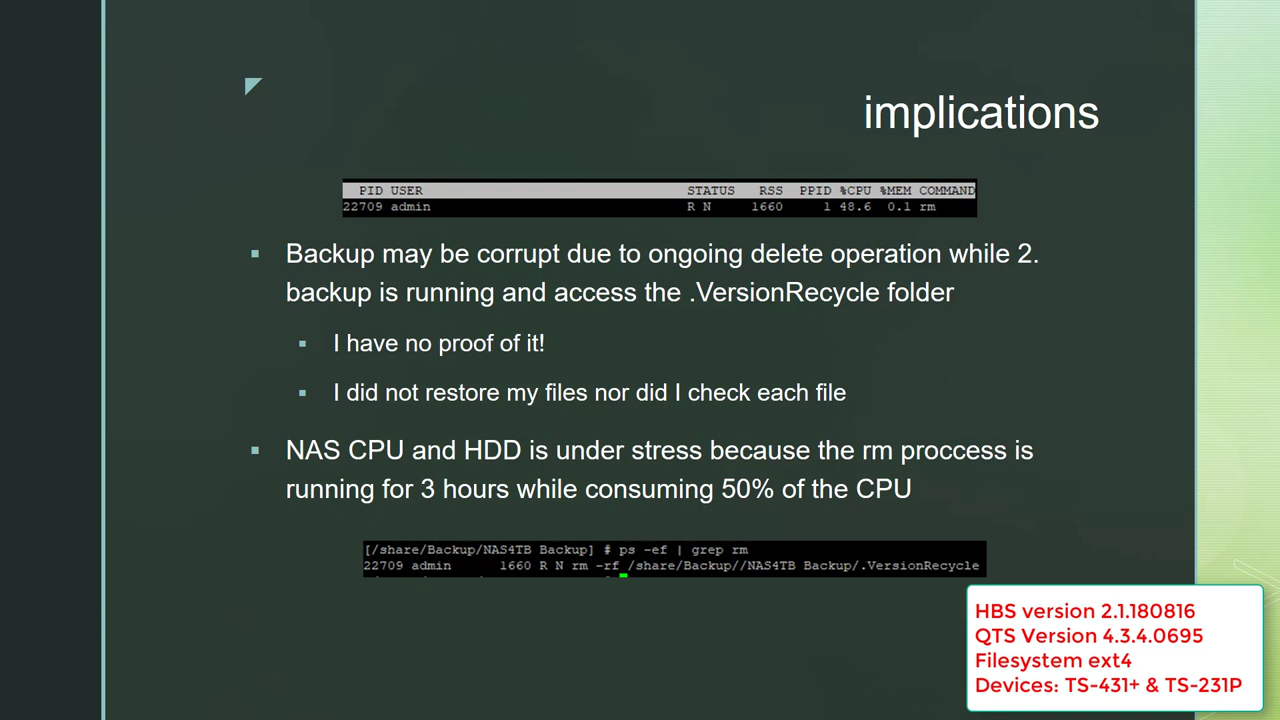 implications
PID USER STATUS RSS PPID %CPU %MEM COMMAND
22709 admin R N 1660 1 48.6 0.1 rm
▪ Backup may be corrupt due to ongoing delete operation while 2.
backup is running and access the .VersionRecycle folder
▪ I have no proof of it!
▪ I did not restore my files nor did I check each file
▪ NAS CPU and HDD is under stress because the rm proccess is
running for 3 hours while consuming 50% of the CPU
[/share/Backup/NAS4TB Backup] # ps -ef | grep rm
22709 admin 1660 R N rm -rf /share/Backup//NAS4TB Backup/.VersionRecycle
HBS version 2.1.180816
QTS Version 4.3.4.0695
Filesystem ext4
Devices: TS-431+ & TS-231P